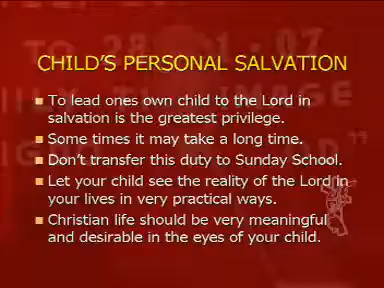 CHILD'S PERSONAL SALVATION
To lead ones own child to the Lord in
salvation is the greatest privilege.
Some times it may take a long time.
Don't transfer this duty to Sunday School.
Let your child see the reality of the Lord in
your lives in very practical ways.
Christian life should be very meaningful
and desirable in the eyes of your child.